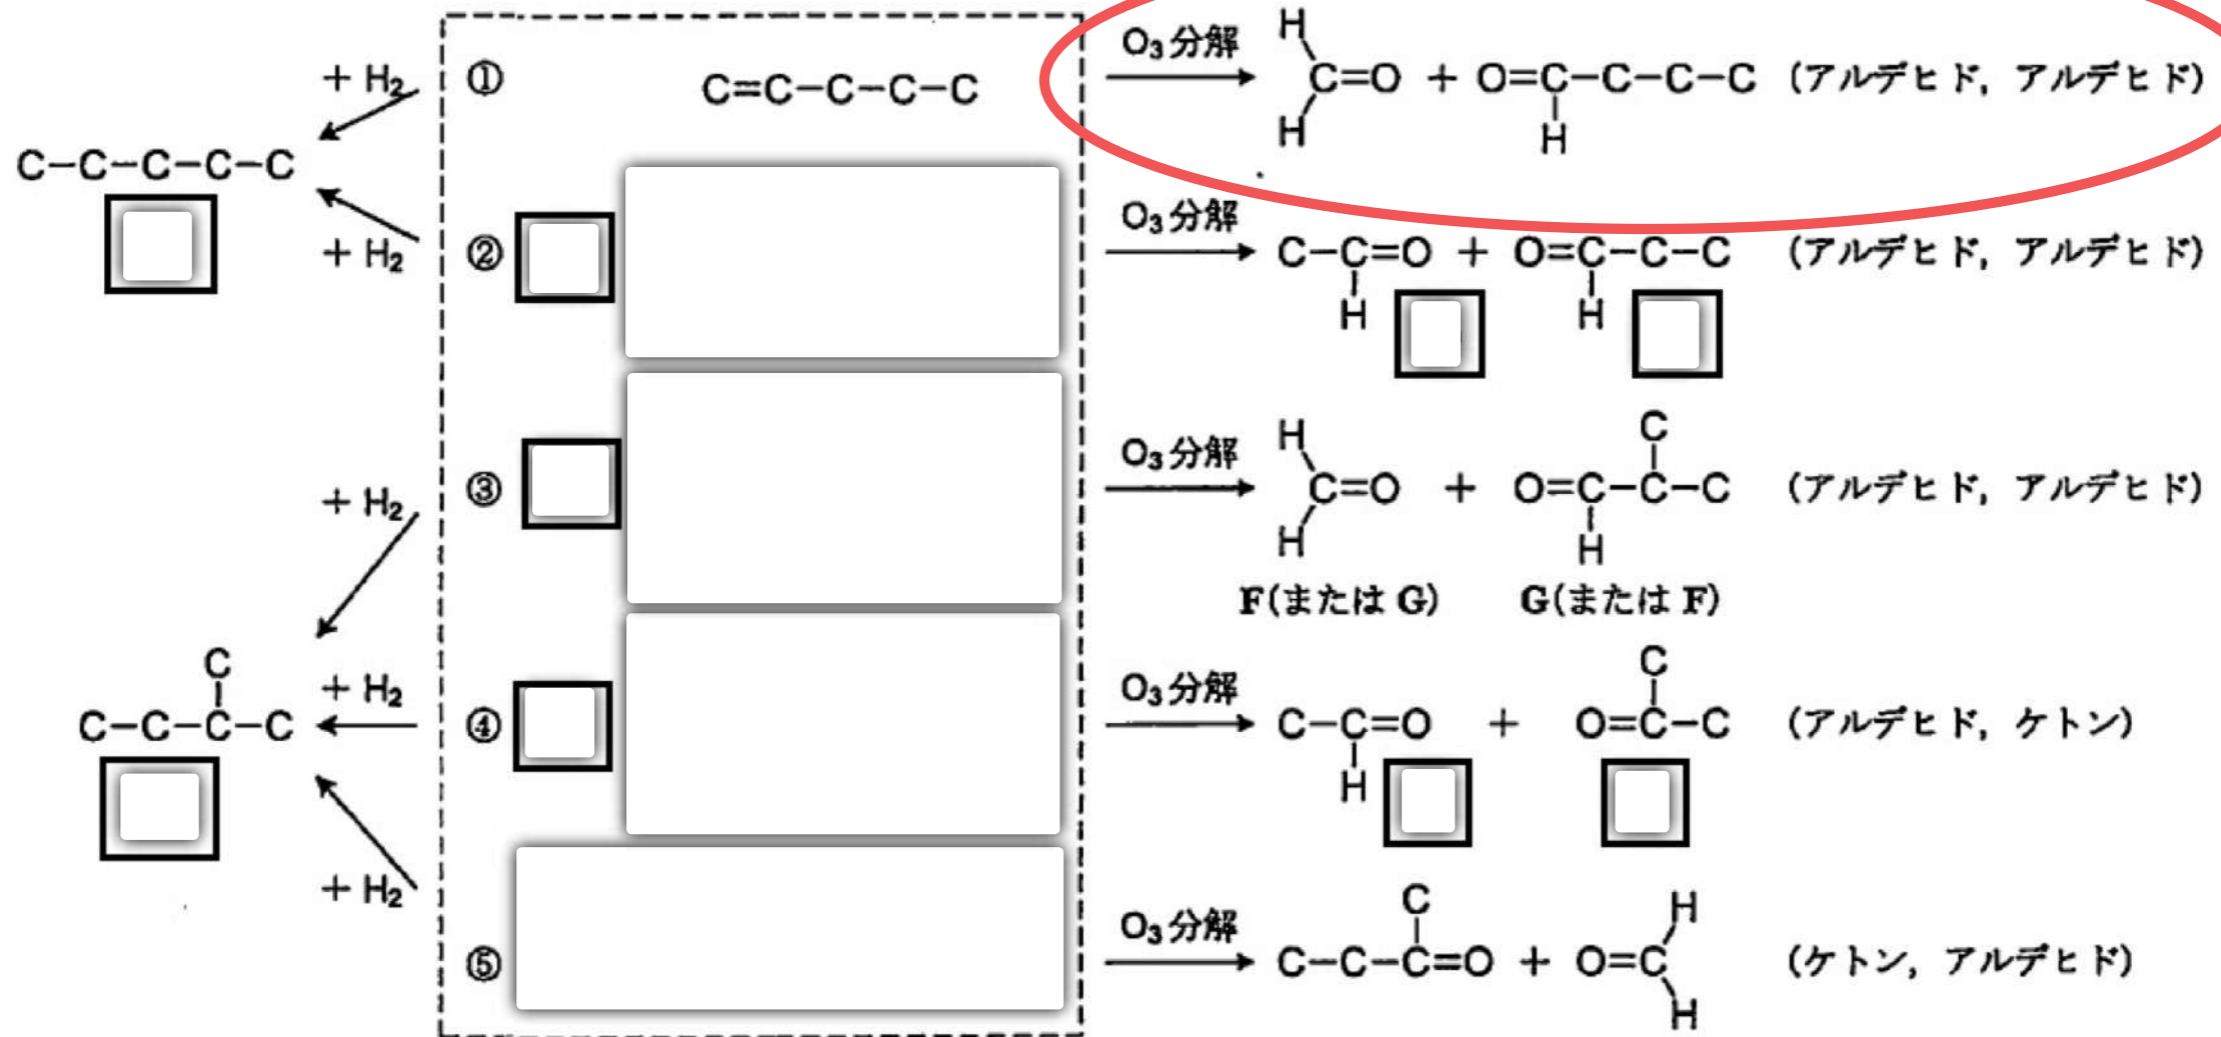 + H₂ ① C=C-C-C-C O₃分解 H H C=O + O=C-C-C-C H (アルデヒド, アルデヒド)
C-C-C-C-C
+ H₂ ② O₃分解 C-C=O H + O=C-C-C H (アルデヒド, アルデヒド)
+ H₂ ③ O₃分解 H H C=O + O=C-C-C H C (アルデヒド, アルデヒド)
F(または G) G(または F)
C-C-C-C C + H₂ ④ O₃分解 C-C=O H + O=C-C C (アルデヒド, ケトン)
+ H₂ ⑤ O₃分解 C-C-C=O C + O=C H H (ケトン, アルデヒド)